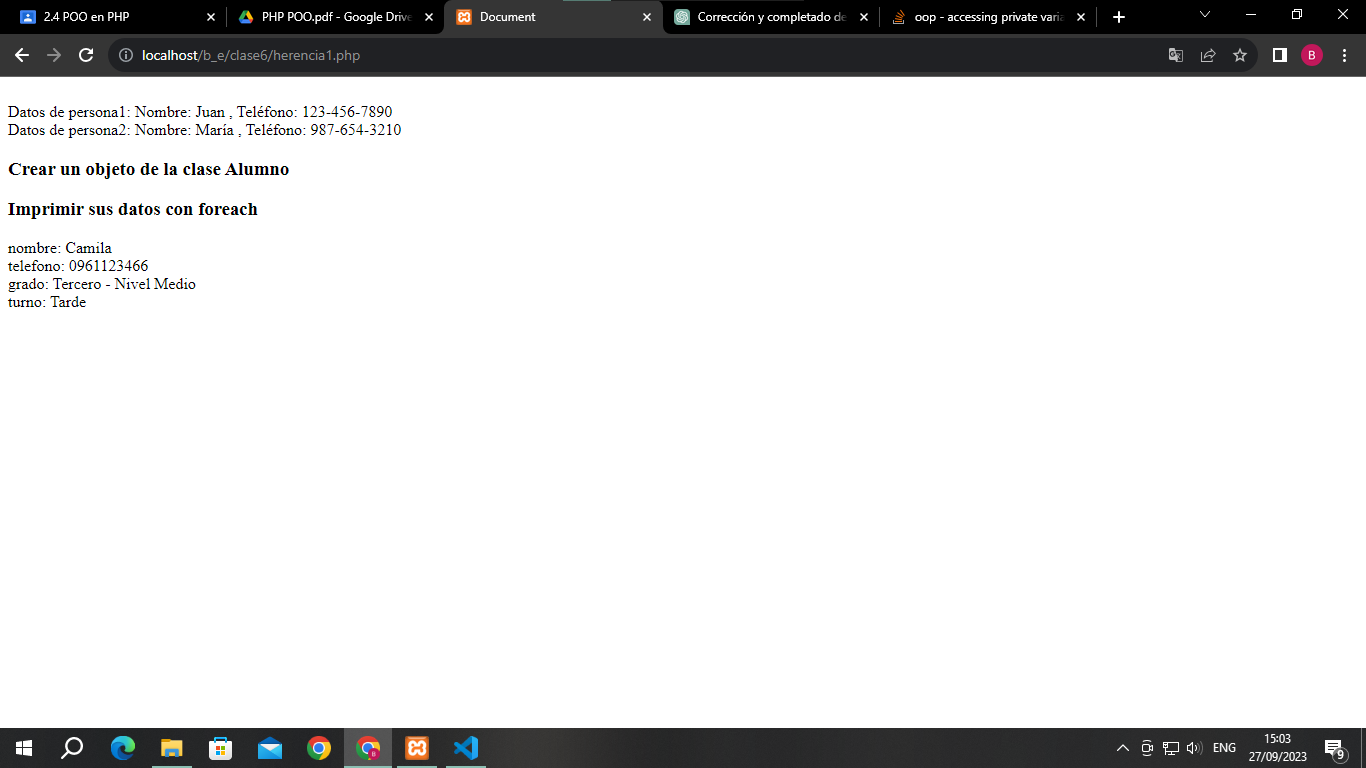 2.4 POO en PHP
PHP POO.pdf - Google Drive
Document
Corrección y completado de
oop - accessing private varia
localhost/b_e/clase6/herencia1.php
B
Datos de persona1: Nombre: Juan , Teléfono: 123-456-7890
Datos de persona2: Nombre: María , Teléfono: 987-654-3210
Crear un objeto de la clase Alumno
Imprimir sus datos con foreach
nombre: Camila
telefono: 0961123466
grado: Tercero - Nivel Medio
turno: Tarde
ENG
15:03
27/09/2023
9